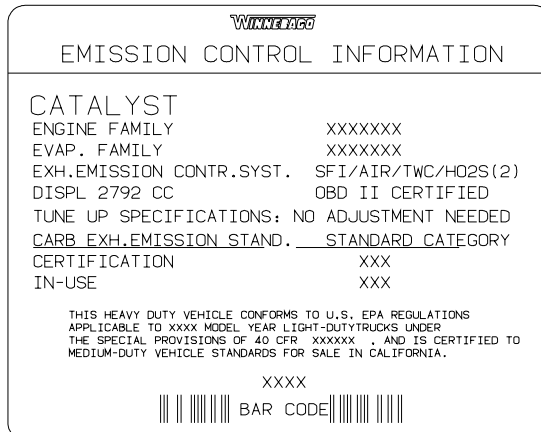 WINNEBAGO
EMISSION CONTROL INFORMATION
CATALYST
ENGINE FAMILY XXXXXXX
EVAP. FAMILY XXXXXXX
EXH.EMISSION CONTR.SYST. SFI/AIR/TWC/HO2S(2)
DISPL 2792 CC OBD II CERTIFIED
TUNE UP SPECIFICATIONS: NO ADJUSTMENT NEEDED
CARB EXH.EMISSION STAND. STANDARD CATEGORY
CERTIFICATION XXX
IN-USE XXX
THIS HEAVY DUTY VEHICLE CONFORMS TO U.S. EPA REGULATIONS
APPLICABLE TO XXXX MODEL YEAR LIGHT-DUTYTRUCKS UNDER
THE SPECIAL PROVISIONS OF 40 CFR XXXXXX , AND IS CERTIFIED TO
MEDIUM-DUTY VEHICLE STANDARDS FOR SALE IN CALIFORNIA.
XXXX
BAR CODE